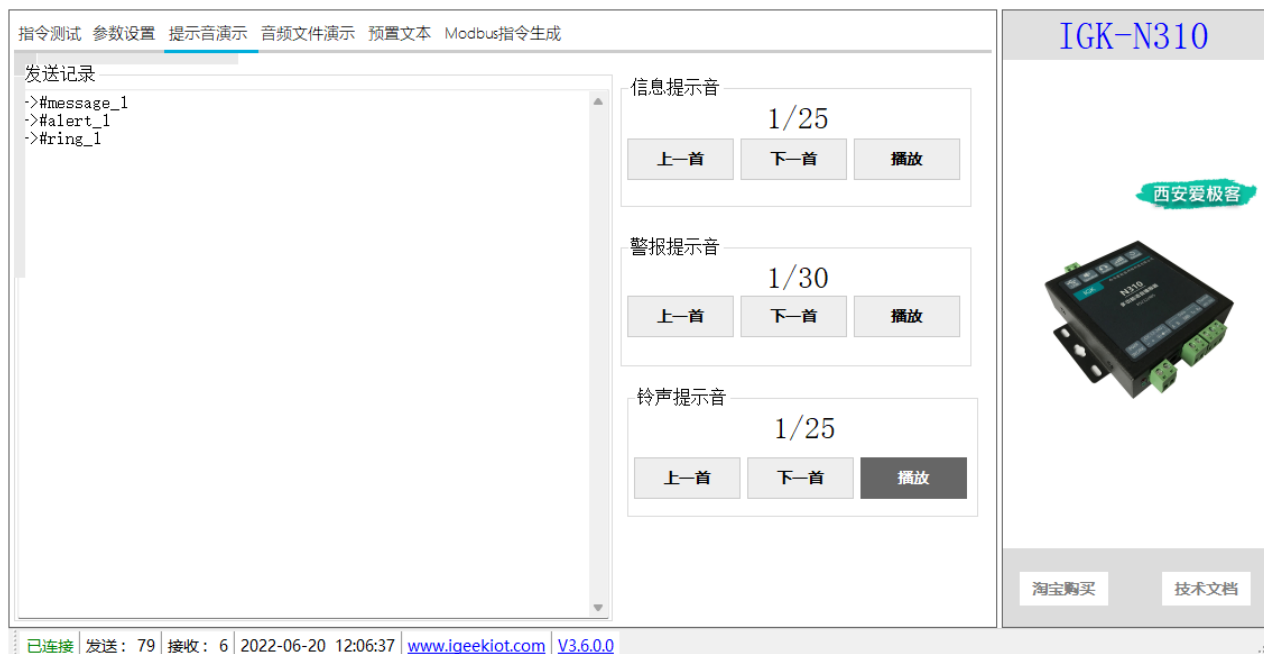 指令测试 参数设置 提示音演示 音频文件演示 预置文本 Modbus指令生成
发送记录
->#message_1
->#alert_1
->#ring_1
信息提示音
1/25
上一首 下一首 播放
警报提示音
1/30
上一首 下一首 播放
铃声提示音
1/25
上一首 下一首 播放
IGK-N310
西安爱极客
IGK
N310
淘宝购买 技术文档
已连接 发送： 79 接收： 6 2022-06-20 12:06:37 www.igeekiot.com V3.6.0.0